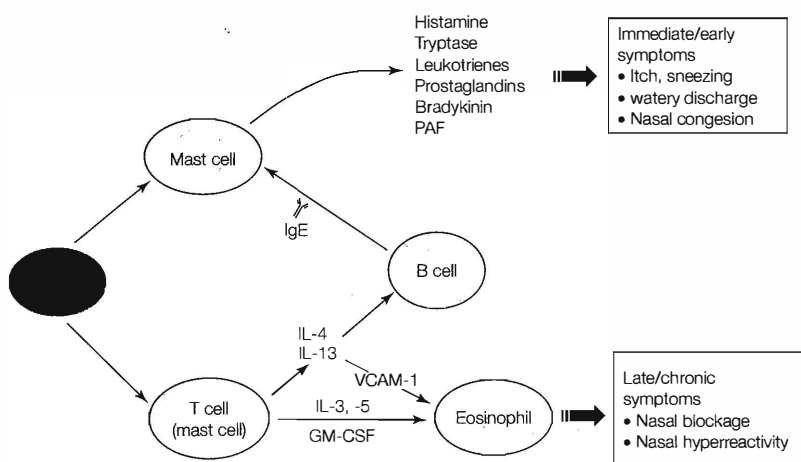 Histamine
Tryptase
Leukotrienes
Prostaglandins
Bradykinin
PAF
Immediate/early
symptoms
• Itch, sneezing
• watery discharge
• Nasal congesion
Mast cell
IgE
B cell
IL-4
IL-13
VCAM-1
T cell
(mast cell)
IL-3, -5
GM-CSF
Eosinophil
Late/chronic
symptoms
• Nasal blockage
• Nasal hyperreactivity